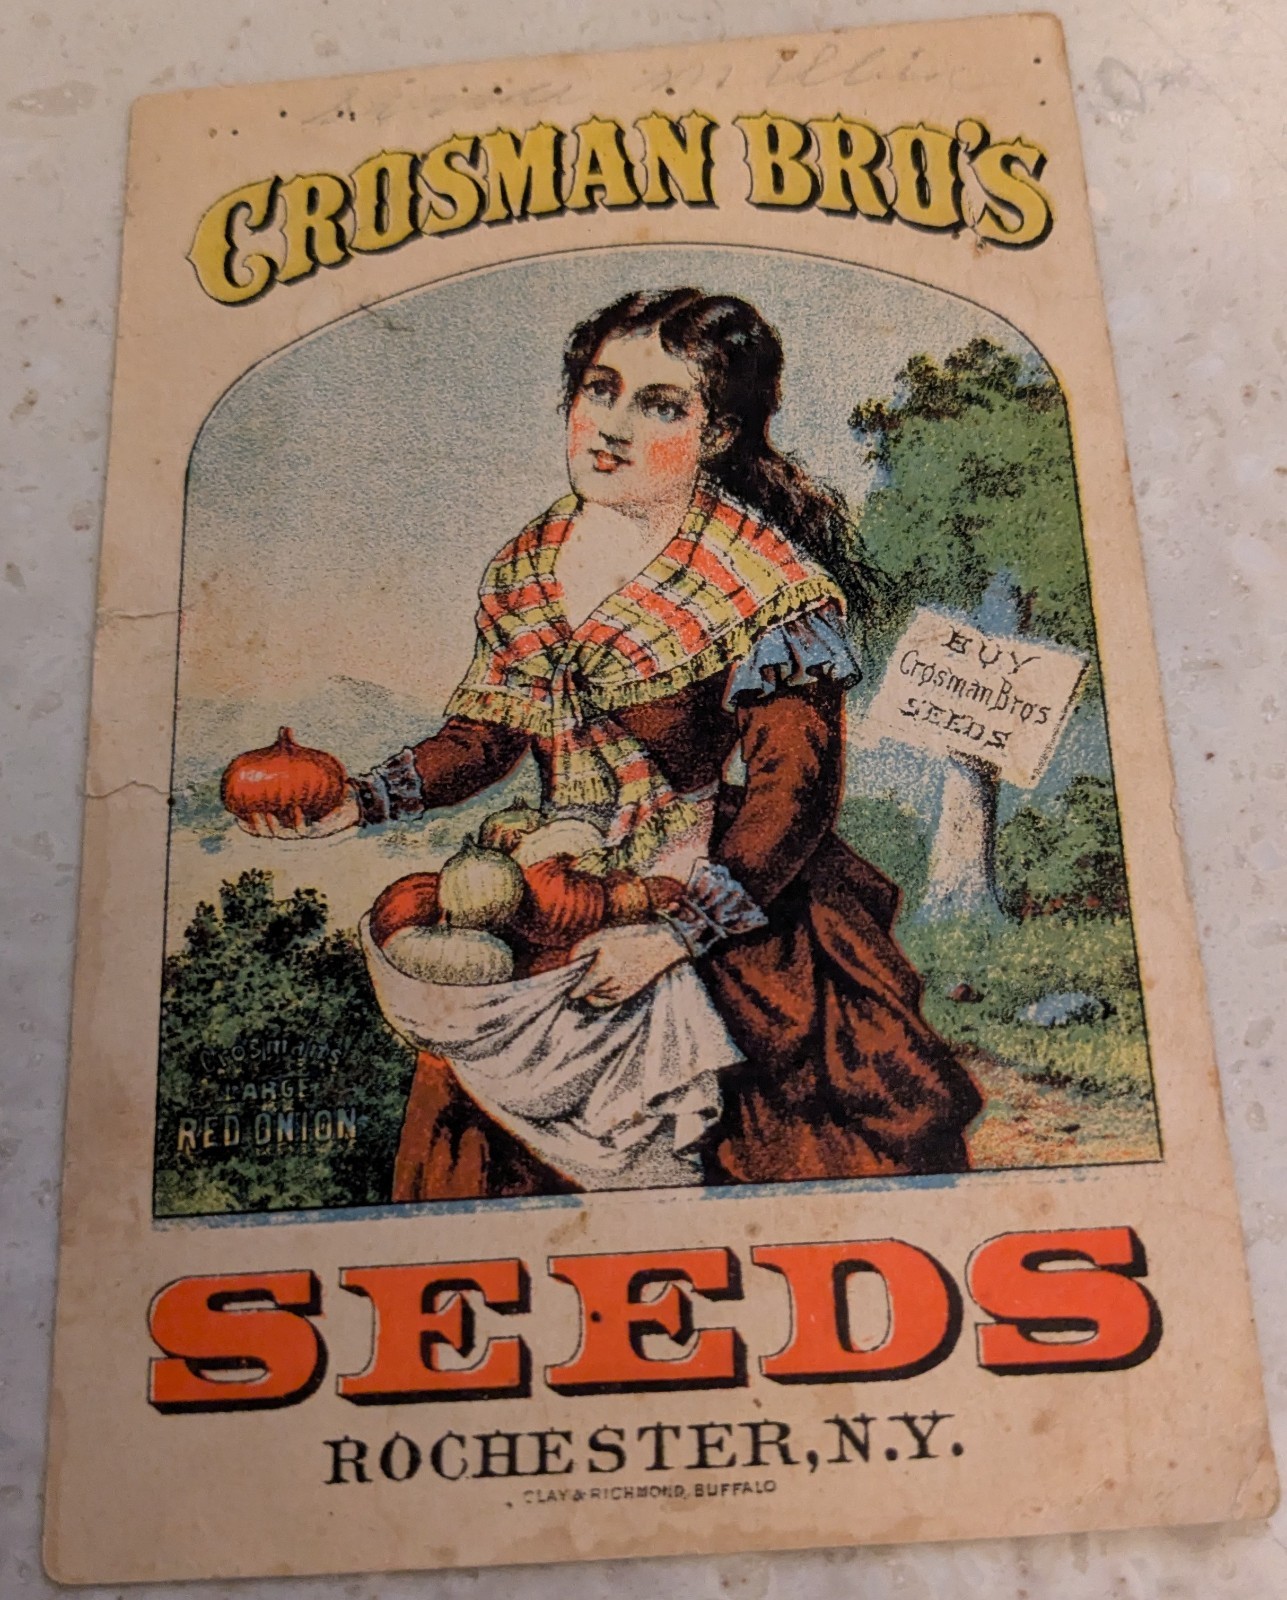 CROSMAN BRO'S
BUY
Crosman Bro's
SEEDS
Crosman's
LARGE
RED ONION
SEEDS
ROCHESTER, N.Y.
CLAY & RICHMOND, BUFFALO